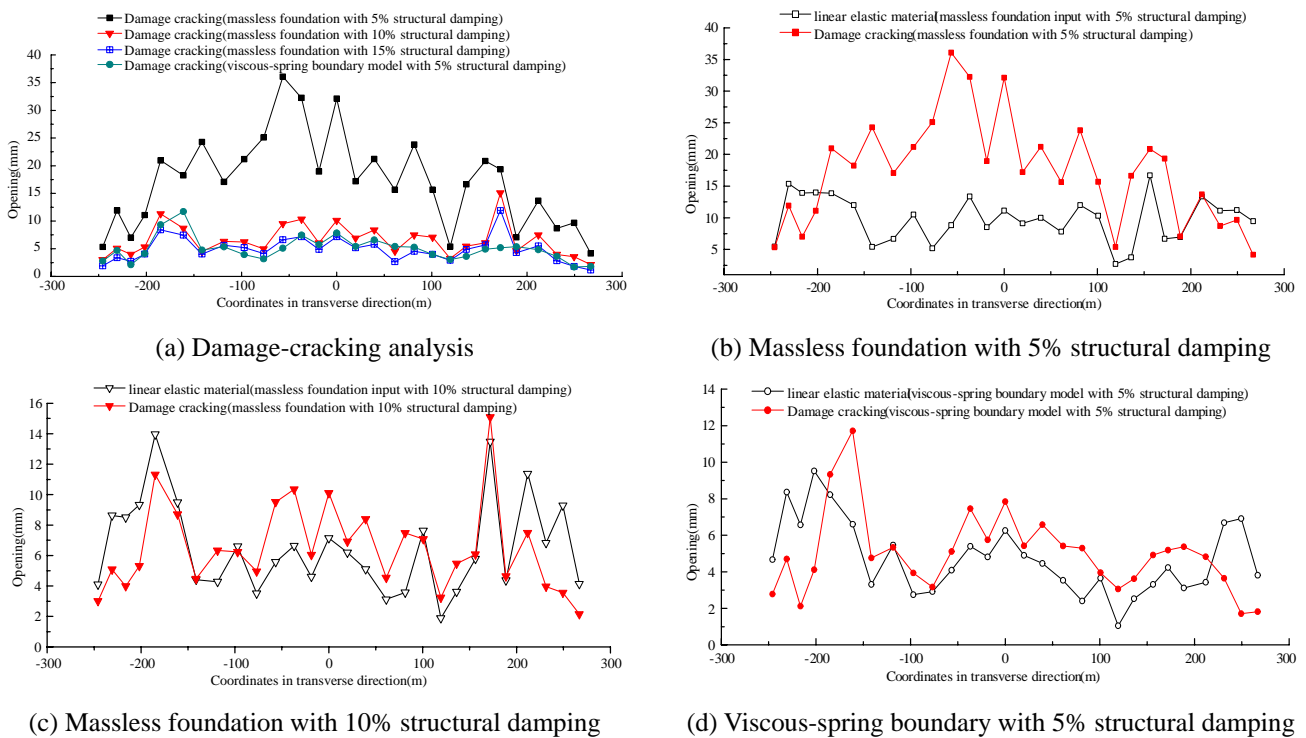 Damage cracking(massless foundation with 5% structural damping)
Damage cracking(massless foundation with 10% structural damping)
Damage cracking(massless foundation with 15% structural damping)
Damage cracking(viscous-spring boundary model with 5% structural damping)
40
35
30
25
20
15
10
5
0
Opening(mm)
-300 -200 -100 0 100 200 300
Coordinates in transverse direction(m)
(a) Damage-cracking analysis
linear elastic material(massless foundation input with 5% structural damping)
Damage cracking(massless foundation with 5% structural damping)
40
35
30
25
20
15
10
5
Opening(mm)
-300 -200 -100 0 100 200 300
Coordinates in transverse direction(m)
(b) Massless foundation with 5% structural damping
linear elastic material(massless foundation input with 10% structural damping)
Damage cracking(massless foundation with 10% structural damping)
16
14
12
10
8
6
4
2
0
Opening(mm)
-300 -200 -100 0 100 200 300
Coordinates in transverse direction(m)
(c) Massless foundation with 10% structural damping
linear elastic material(viscous-spring boundary model with 5% structural damping)
Damage cracking(viscous-spring boundary model with 5% structural damping)
14
12
10
8
6
4
2
0
Opening(mm)
-300 -200 -100 0 100 200 300
Coordinates in transverse direction(m)
(d) Viscous-spring boundary with 5% structural damping